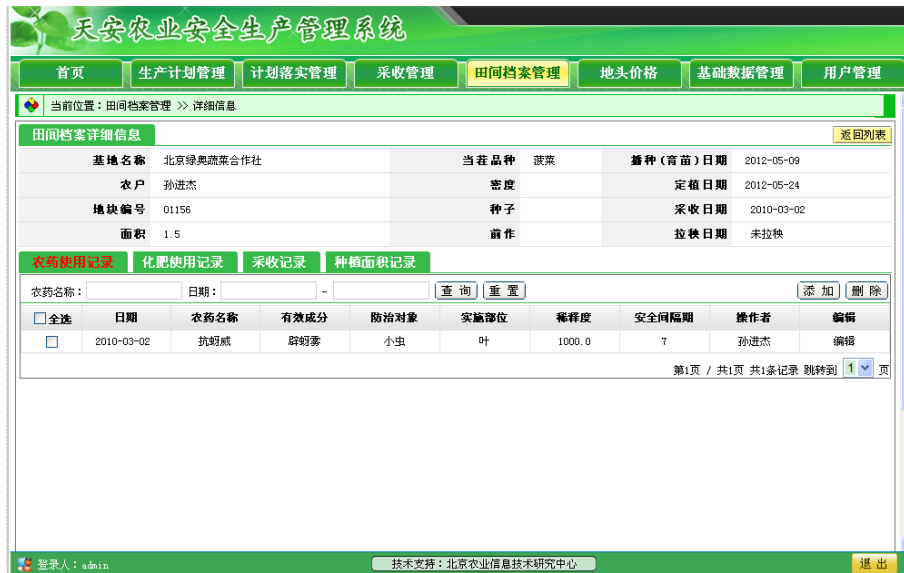 天安农业安全生产管理系统
首页 生产计划管理 计划落实管理 采收管理 田间档案管理 地头价格 基础数据管理 用户管理
当前位置：田间档案管理 >> 详细信息
田间档案详细信息 返回列表
基地名称 北京绿奥蔬菜合作社 当茬品种 菠菜 播种(育苗)日期 2012-05-09
农户 孙进杰 密度 定植日期 2012-05-24
地块编号 01156 种子 采收日期 2010-03-02
面积 1.5 前作 拉秧日期 未拉秧
农药使用记录 化肥使用记录 采收记录 种植面积记录
农药名称： 日期： - 查询 重置 添加 删除
全选 日期 农药名称 有效成分 防治对象 实施部位 稀释度 安全间隔期 操作者 编辑
2010-03-02 抗蚜威 辟蚜雾 小虫 叶 1000.0 7 孙进杰 编辑
第1页 / 共1页 共1条记录 跳转到 1 页
登录人：admin 技术支持：北京农业信息技术研究中心 退出